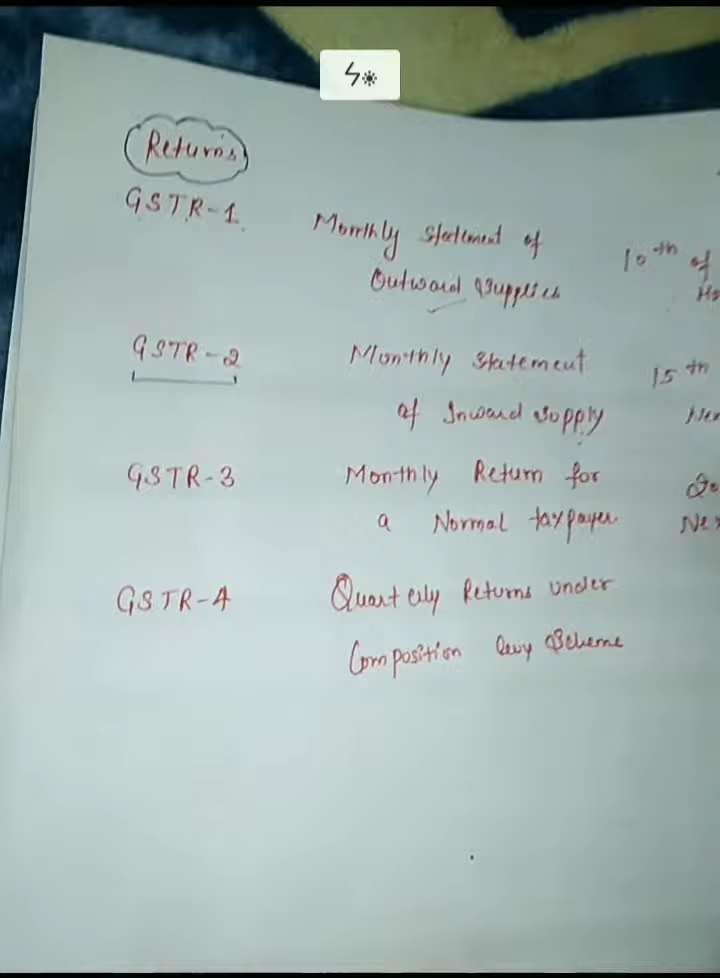 Returns
GSTR-1 Monthly Statement of 10th of
Outward Supplies
GSTR-2 Monthly Statement 15th
of Inward Supply
GSTR-3 Monthly Return for
a Normal taxpayer
GSTR-4 Quarterly Returns under
Composition levy Scheme